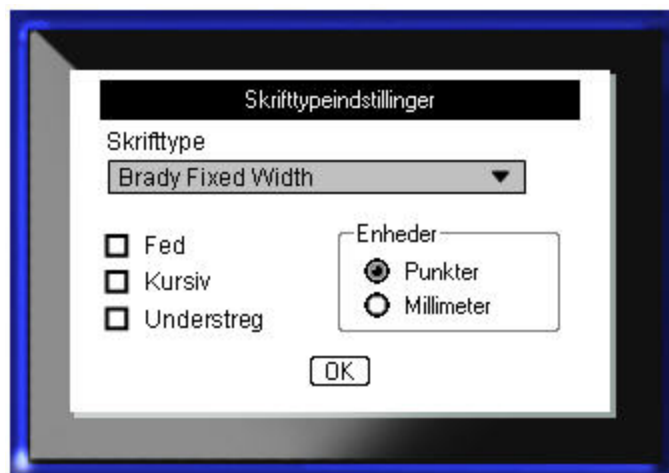 Skrifttypeindstillinger
Skrifttype
Brady Fixed Width
Fed
Kursiv
Understreg
Enheder
Punkter
Millimeter
OK